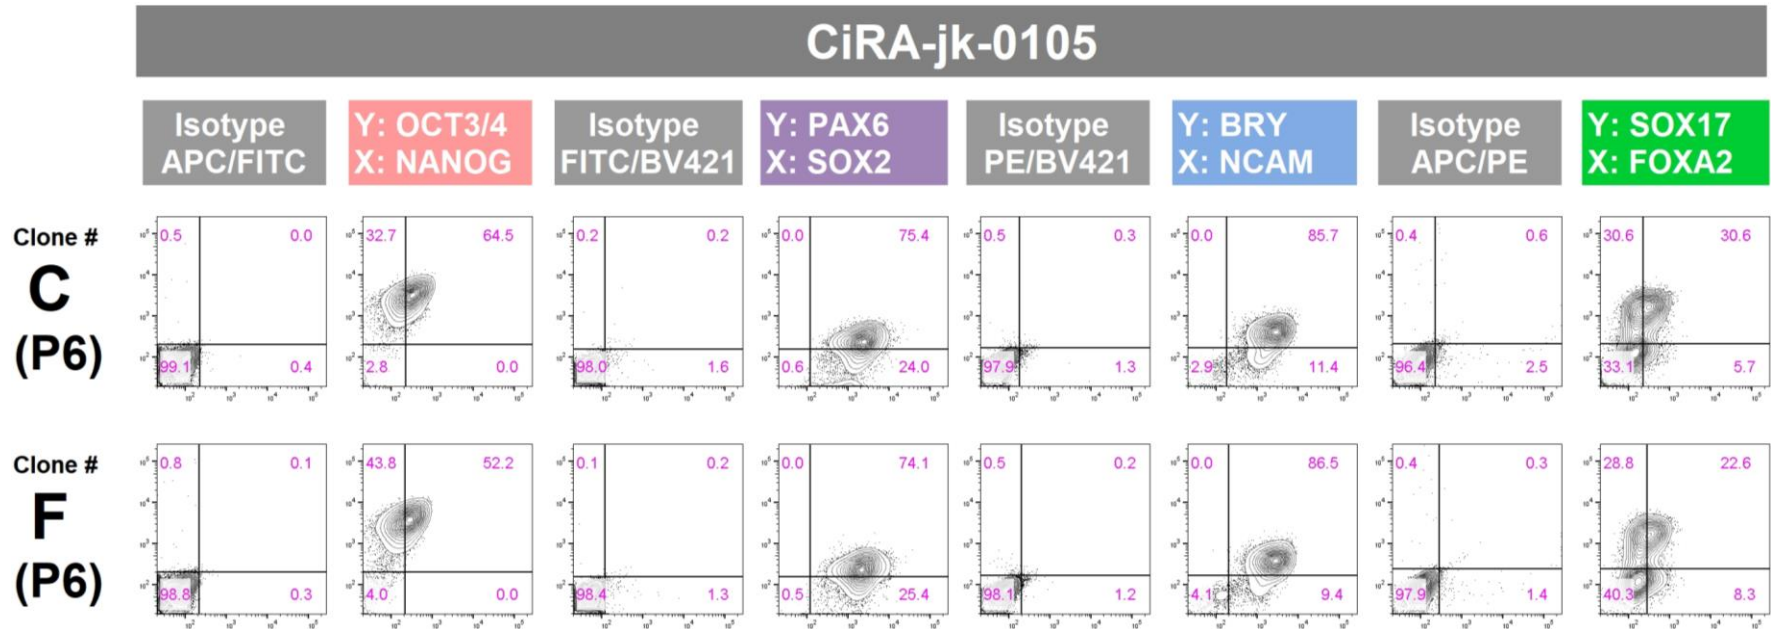 CiRA-jk-0105
Isotype
APC/FITC
Y: OCT3/4
X: NANOG
Isotype
FITC/BV421
Y: PAX6
X: SOX2
Isotype
PE/BV421
Y: BRY
X: NCAM
Isotype
APC/PE
Y: SOX17
X: FOXA2
Clone #
C
(P6)
0.5 0.0
99.1 0.4
32.7 64.5
2.8 0.0
0.2 0.2
98.0 1.6
0.0 75.4
0.6 24.0
0.5 0.3
97.9 1.3
0.0 85.7
2.9 11.4
0.4 0.6
96.4 2.5
30.6 30.6
33.1 5.7
Clone #
F
(P6)
0.8 0.1
98.8 0.3
43.8 52.2
4.0 0.0
0.1 0.2
98.4 1.3
0.0 74.1
0.5 25.4
0.5 0.2
98.1 1.2
0.0 86.5
4.1 9.4
0.4 0.3
97.9 1.4
28.8 22.6
40.3 8.3